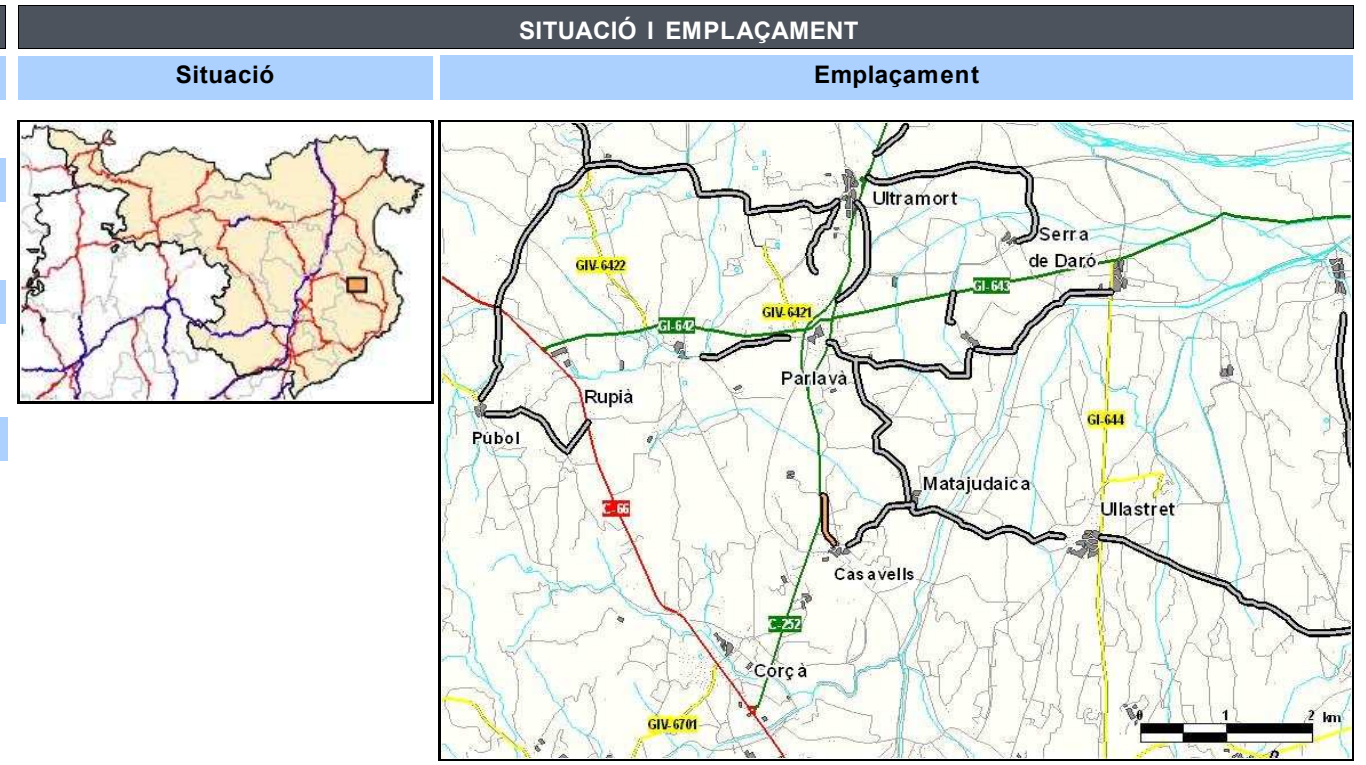 SITUACIÓ I EMPLAÇAMENT
Situació
Emplaçament
Ultramort
Serra
de Daró
GIV-6422
GI-643
GIV-6421
GI-642
Parlavà
Rupià
Púbol
GI-644
Matajudaica
Ullastret
C-66
Casavells
C-252
Corçà
GIV-6701
0 1 2 km